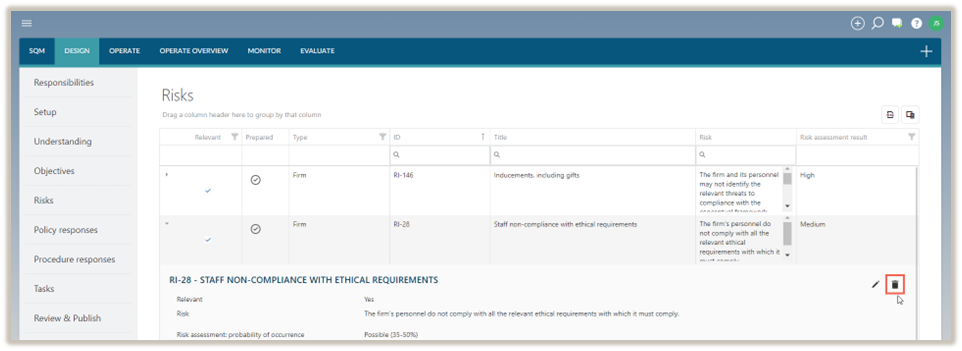 JS
SQM DESIGN OPERATE OPERATE OVERVIEW MONITOR EVALUATE
Responsibilities
Setup
Understanding
Objectives
Risks
Policy responses
Procedure responses
Tasks
Review & Publish
Risks
Drag a column header here to group by that column
Relevant Prepared Type ID Title Risk Risk assessment result
Firm RI-146 Inducements, including gifts The firm and its personnel High
may not identify the
relevant threats to
compliance with the
conceptual framework
Firm RI-28 Staff non-compliance with ethical requirements The firm's personnel do Medium
not comply with all the
relevant ethical
requirements with which it
must comply.
RI-28 - STAFF NON-COMPLIANCE WITH ETHICAL REQUIREMENTS
Relevant Yes
Risk The firm's personnel do not comply with all the relevant ethical requirements with which it must comply.
Risk assessment: probability of occurrence Possible (35-50%)